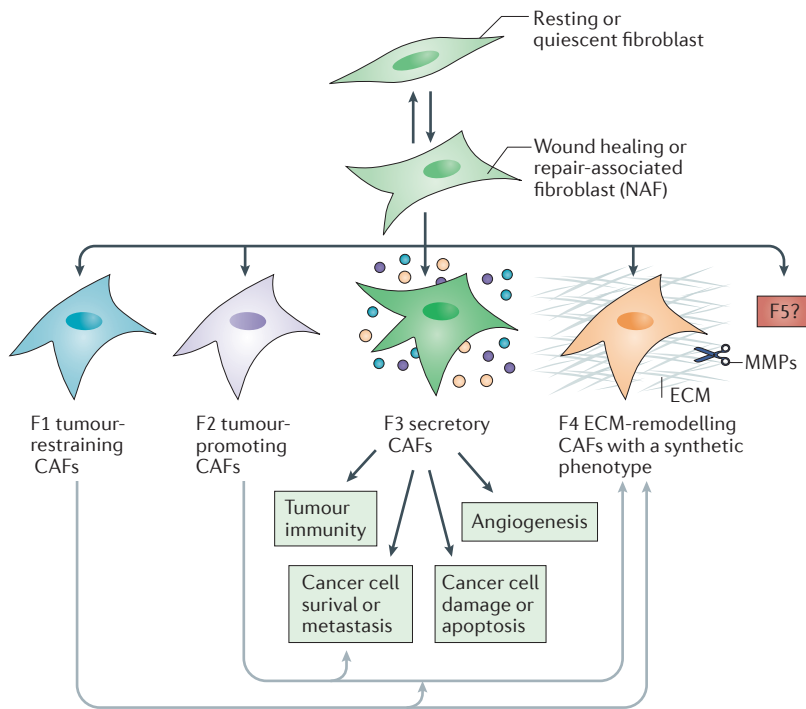 Resting or
quiescent fibroblast
Wound healing or
repair-associated
fibroblast (NAF)
F5?
MMPs
ECM
F1 tumour-
restraining
CAFs
F2 tumour-
promoting
CAFs
F3 secretory
CAFs
F4 ECM-remodelling
CAFs with a synthetic
phenotype
Tumour
immunity
Angiogenesis
Cancer cell
surival or
metastasis
Cancer cell
damage or
apoptosis